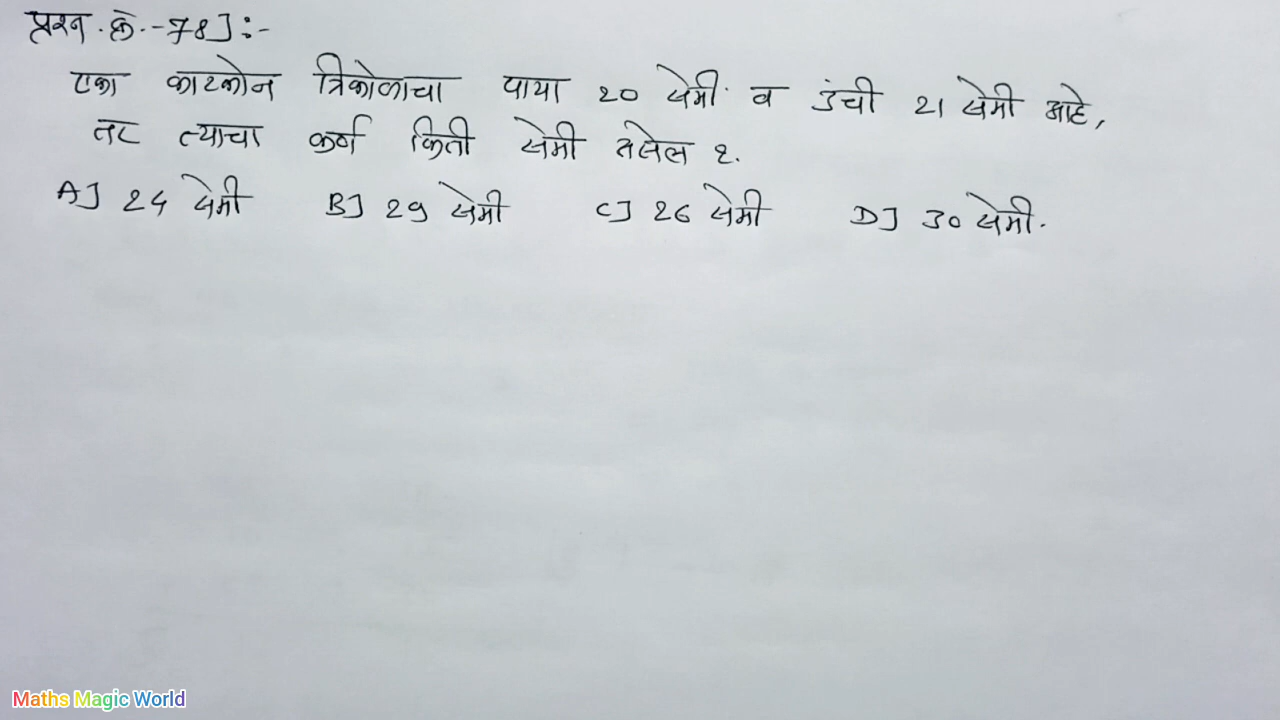 प्रश्न.क्रे.-78]:-
एका काटकोन त्रिकोळाचा पाया 20 सेमी. व उंची 21 सेमी आहे,
तर त्याचा कर्ण किती सेमी असेल ?.
A] 24 सेमी B] 29 सेमी C] 26 सेमी D] 30 सेमी.
Maths Magic World